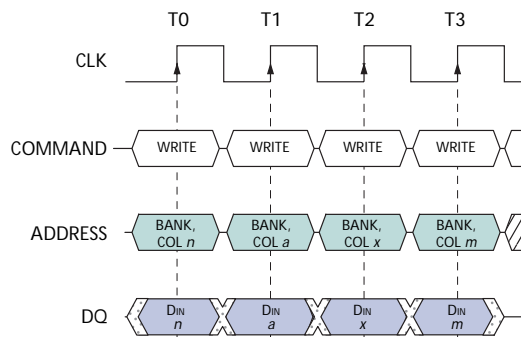 T0 T1 T2 T3
CLK
COMMAND WRITE WRITE WRITE WRITE
ADDRESS BANK, COL n BANK, COL a BANK, COL x BANK, COL m
DQ DIN n DIN a DIN x DIN m